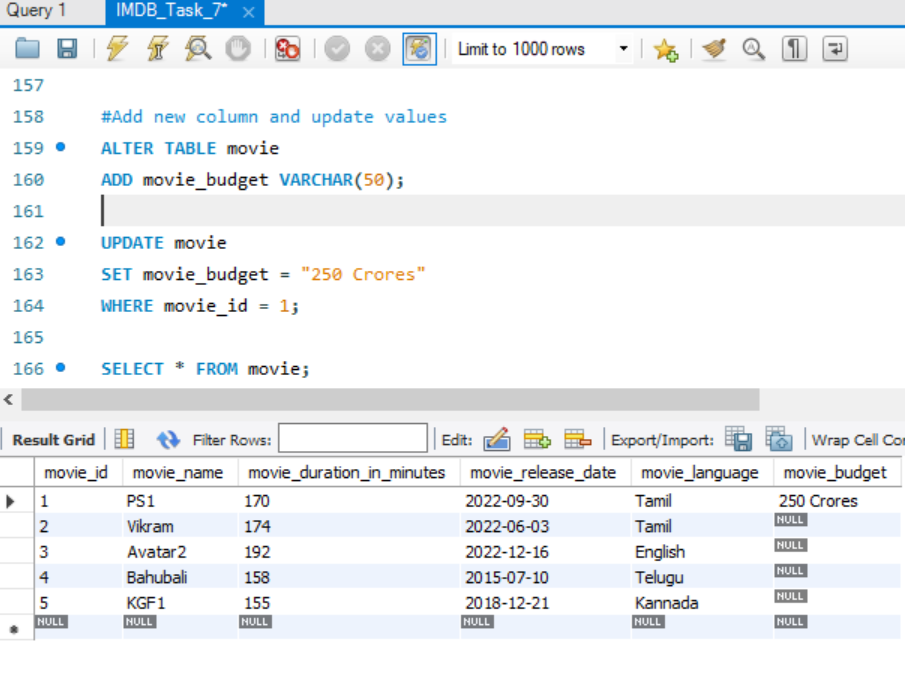 Query 1 IMDB_Task_7*
Limit to 1000 rows
157
158 #Add new column and update values
159 ALTER TABLE movie
160 ADD movie_budget VARCHAR(50);
161
162 UPDATE movie
163 SET movie_budget = "250 Crores"
164 WHERE movie_id = 1;
165
166 SELECT * FROM movie;
Result Grid Filter Rows: Edit: Export/Import: Wrap Cell Co
movie_id movie_name movie_duration_in_minutes movie_release_date movie_language movie_budget
1 PS1 170 2022-09-30 Tamil 250 Crores
2 Vikram 174 2022-06-03 Tamil NULL
3 Avatar2 192 2022-12-16 English NULL
4 Bahubali 158 2015-07-10 Telugu NULL
5 KGF1 155 2018-12-21 Kannada NULL
NULL NULL NULL NULL NULL NULL